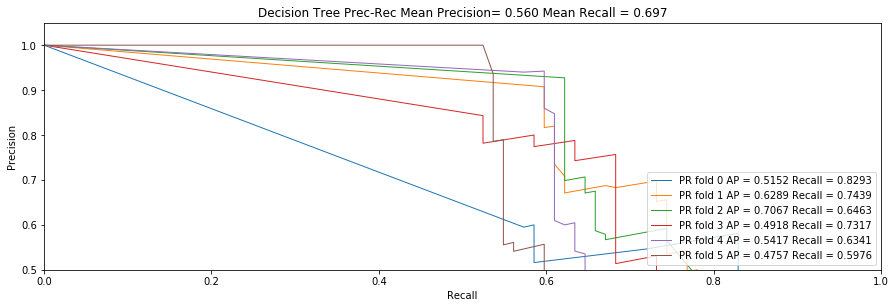 Decision Tree Prec-Rec Mean Precision= 0.560 Mean Recall = 0.697
1.0
0.9
0.8
0.7
0.6
0.5
Precision
PR fold 0 AP = 0.5152 Recall = 0.8293
PR fold 1 AP = 0.6289 Recall = 0.7439
PR fold 2 AP = 0.7067 Recall = 0.6463
PR fold 3 AP = 0.4918 Recall = 0.7317
PR fold 4 AP = 0.5417 Recall = 0.6341
PR fold 5 AP = 0.4757 Recall = 0.5976
0.0 0.2 0.4 0.6 0.8 1.0
Recall